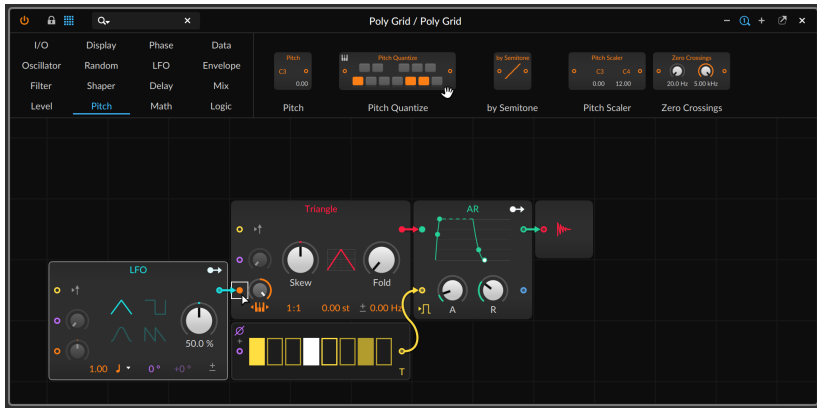 Poly Grid / Poly Grid
I/O Display Phase Data
Oscillator Random LFO Envelope
Filter Shaper Delay Mix
Level Pitch Math Logic
Pitch
C3
0.00
Pitch
Pitch Quantize
Pitch Quantize
by Semitone
by Semitone
Pitch Scaler
C3 C4
0.00 12.00
Pitch Scaler
Zero Crossings
20.0 Hz 5.00 kHz
Zero Crossings
Triangle
Skew Fold
1:1 0.00 st ± 0.00 Hz
AR
A R
LFO
50.0 %
1.00 0° +0° ±
T